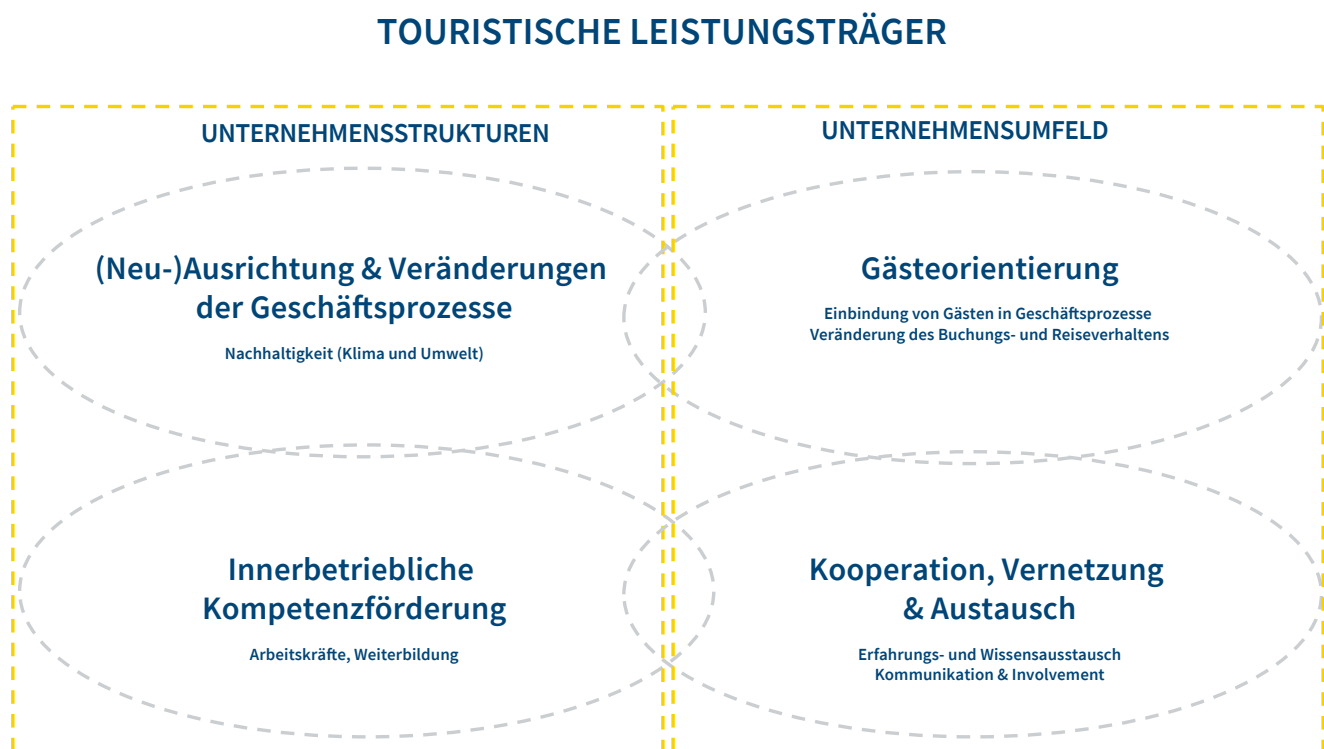 TOURISTISCHE LEISTUNGSTRÄGER
UNTERNEHMENSSTRUKTUREN
(Neu-)Ausrichtung & Veränderungen
der Geschäftsprozesse
Nachhaltigkeit (Klima und Umwelt)
Innerbetriebliche
Kompetenzförderung
Arbeitskräfte, Weiterbildung
UNTERNEHMENSUMFELD
Gästeorientierung
Einbindung von Gästen in Geschäftsprozesse
Veränderung des Buchungs- und Reiseverhaltens
Kooperation, Vernetzung
& Austausch
Erfahrungs- und Wissensausstausch
Kommunikation & Involvement